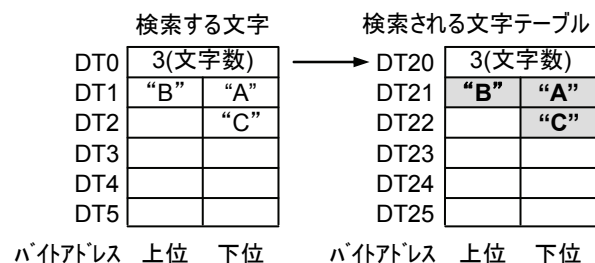 検索する文字 検索される文字テーブル
DT0 3(文字数) DT20 3(文字数)
DT1 “B” “A” DT21 “B” “A”
DT2 “C” DT22 “C”
DT3 DT23
DT4 DT24
DT5 DT25
バイトアドレス 上位 下位 バイトアドレス 上位 下位